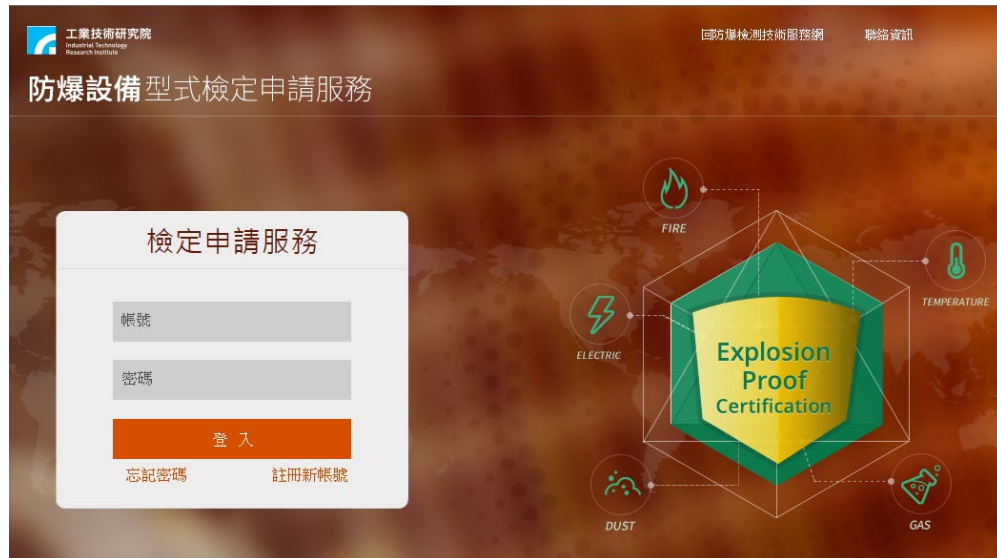 工業技術研究院
Industrial Technology
Research Institute
回防爆檢測技術服務網
聯絡資訊
防爆設備型式檢定申請服務
檢定申請服務
帳號
密碼
登 入
忘記密碼
註冊新帳號
FIRE
TEMPERATURE
ELECTRIC
Explosion
Proof
Certification
DUST
GAS